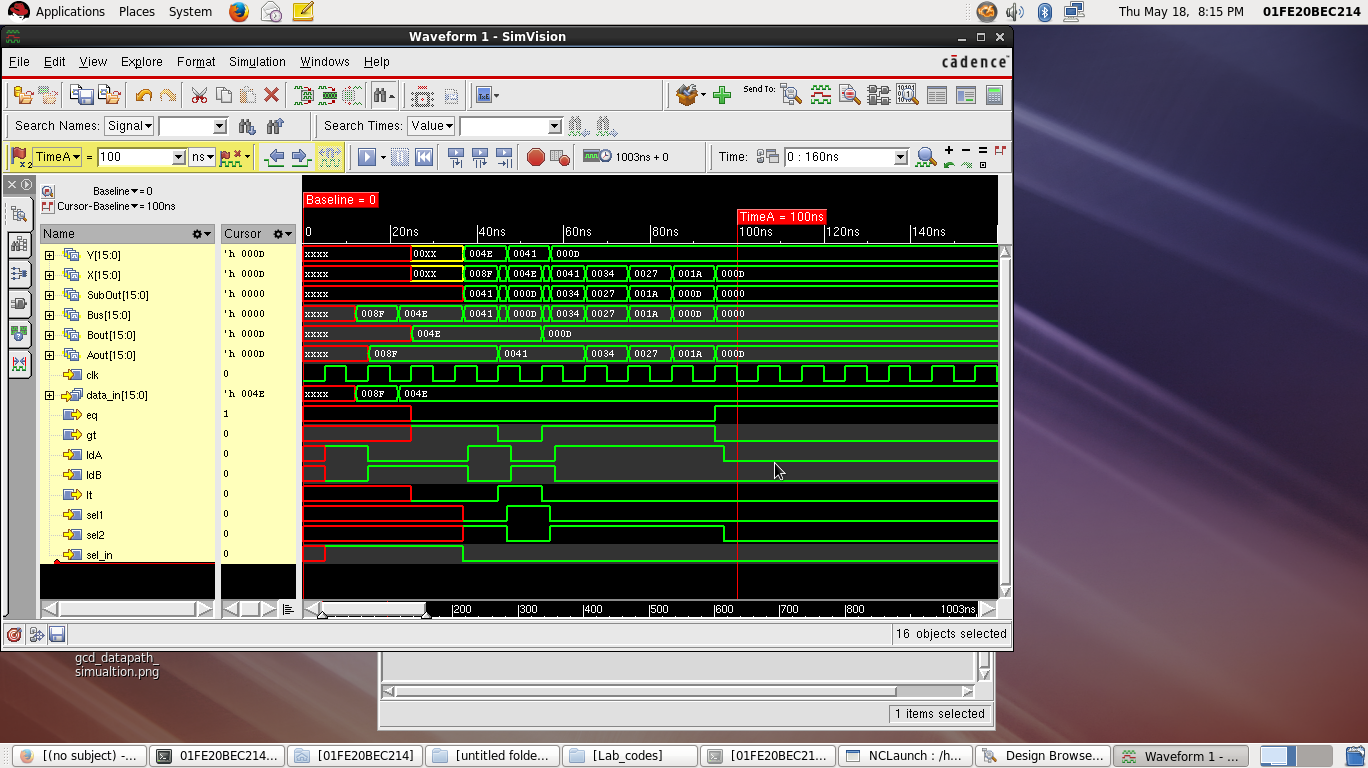 Applications Places System
Thu May 18, 8:15 PM 01FE20BEC214
Waveform 1 - SimVision
File Edit View Explore Format Simulation Windows Help
cādence
Send To:
Search Names: Signal
Search Times: Value
x2 TimeA = 100 ns
1003ns + 0
Time: 0 : 160ns
Baseline = 0
Cursor-Baseline = 100ns
Baseline = 0
TimeA = 100ns
Name Cursor
0 20ns 40ns 60ns 80ns 100ns 120ns 140ns
Y[15:0] 'h 000D xxxx 00XX 004E 0041 000D
X[15:0] 'h 000D xxxx 00XX 008F 004E 0041 0034 0027 001A 000D
SubOut[15:0] 'h 0000 xxxx 0041 000D 0034 0027 001A 000D 0000
Bus[15:0] 'h 0000 xxxx 008F 004E 0041 000D 0034 0027 001A 000D 0000
Bout[15:0] 'h 000D xxxx 004E 000D
Aout[15:0] 'h 000D xxxx 008F 0041 0034 0027 001A 000D
clk 0
data_in[15:0] 'h 004E xxxx 008F 004E
eq 1
gt 0
ldA 0
ldB 0
lt 0
sel1 0
sel2 0
sel_in 0
200 300 400 500 600 700 800 1003ns
16 objects selected
gcd_datapath_
simualtion.png
1 items selected
[(no subject) -... 01FE20BEC214... [01FE20BEC214] [untitled folde... [Lab_codes] [01FE20BEC21... NCLaunch : /h... Design Browse... Waveform 1 - ...